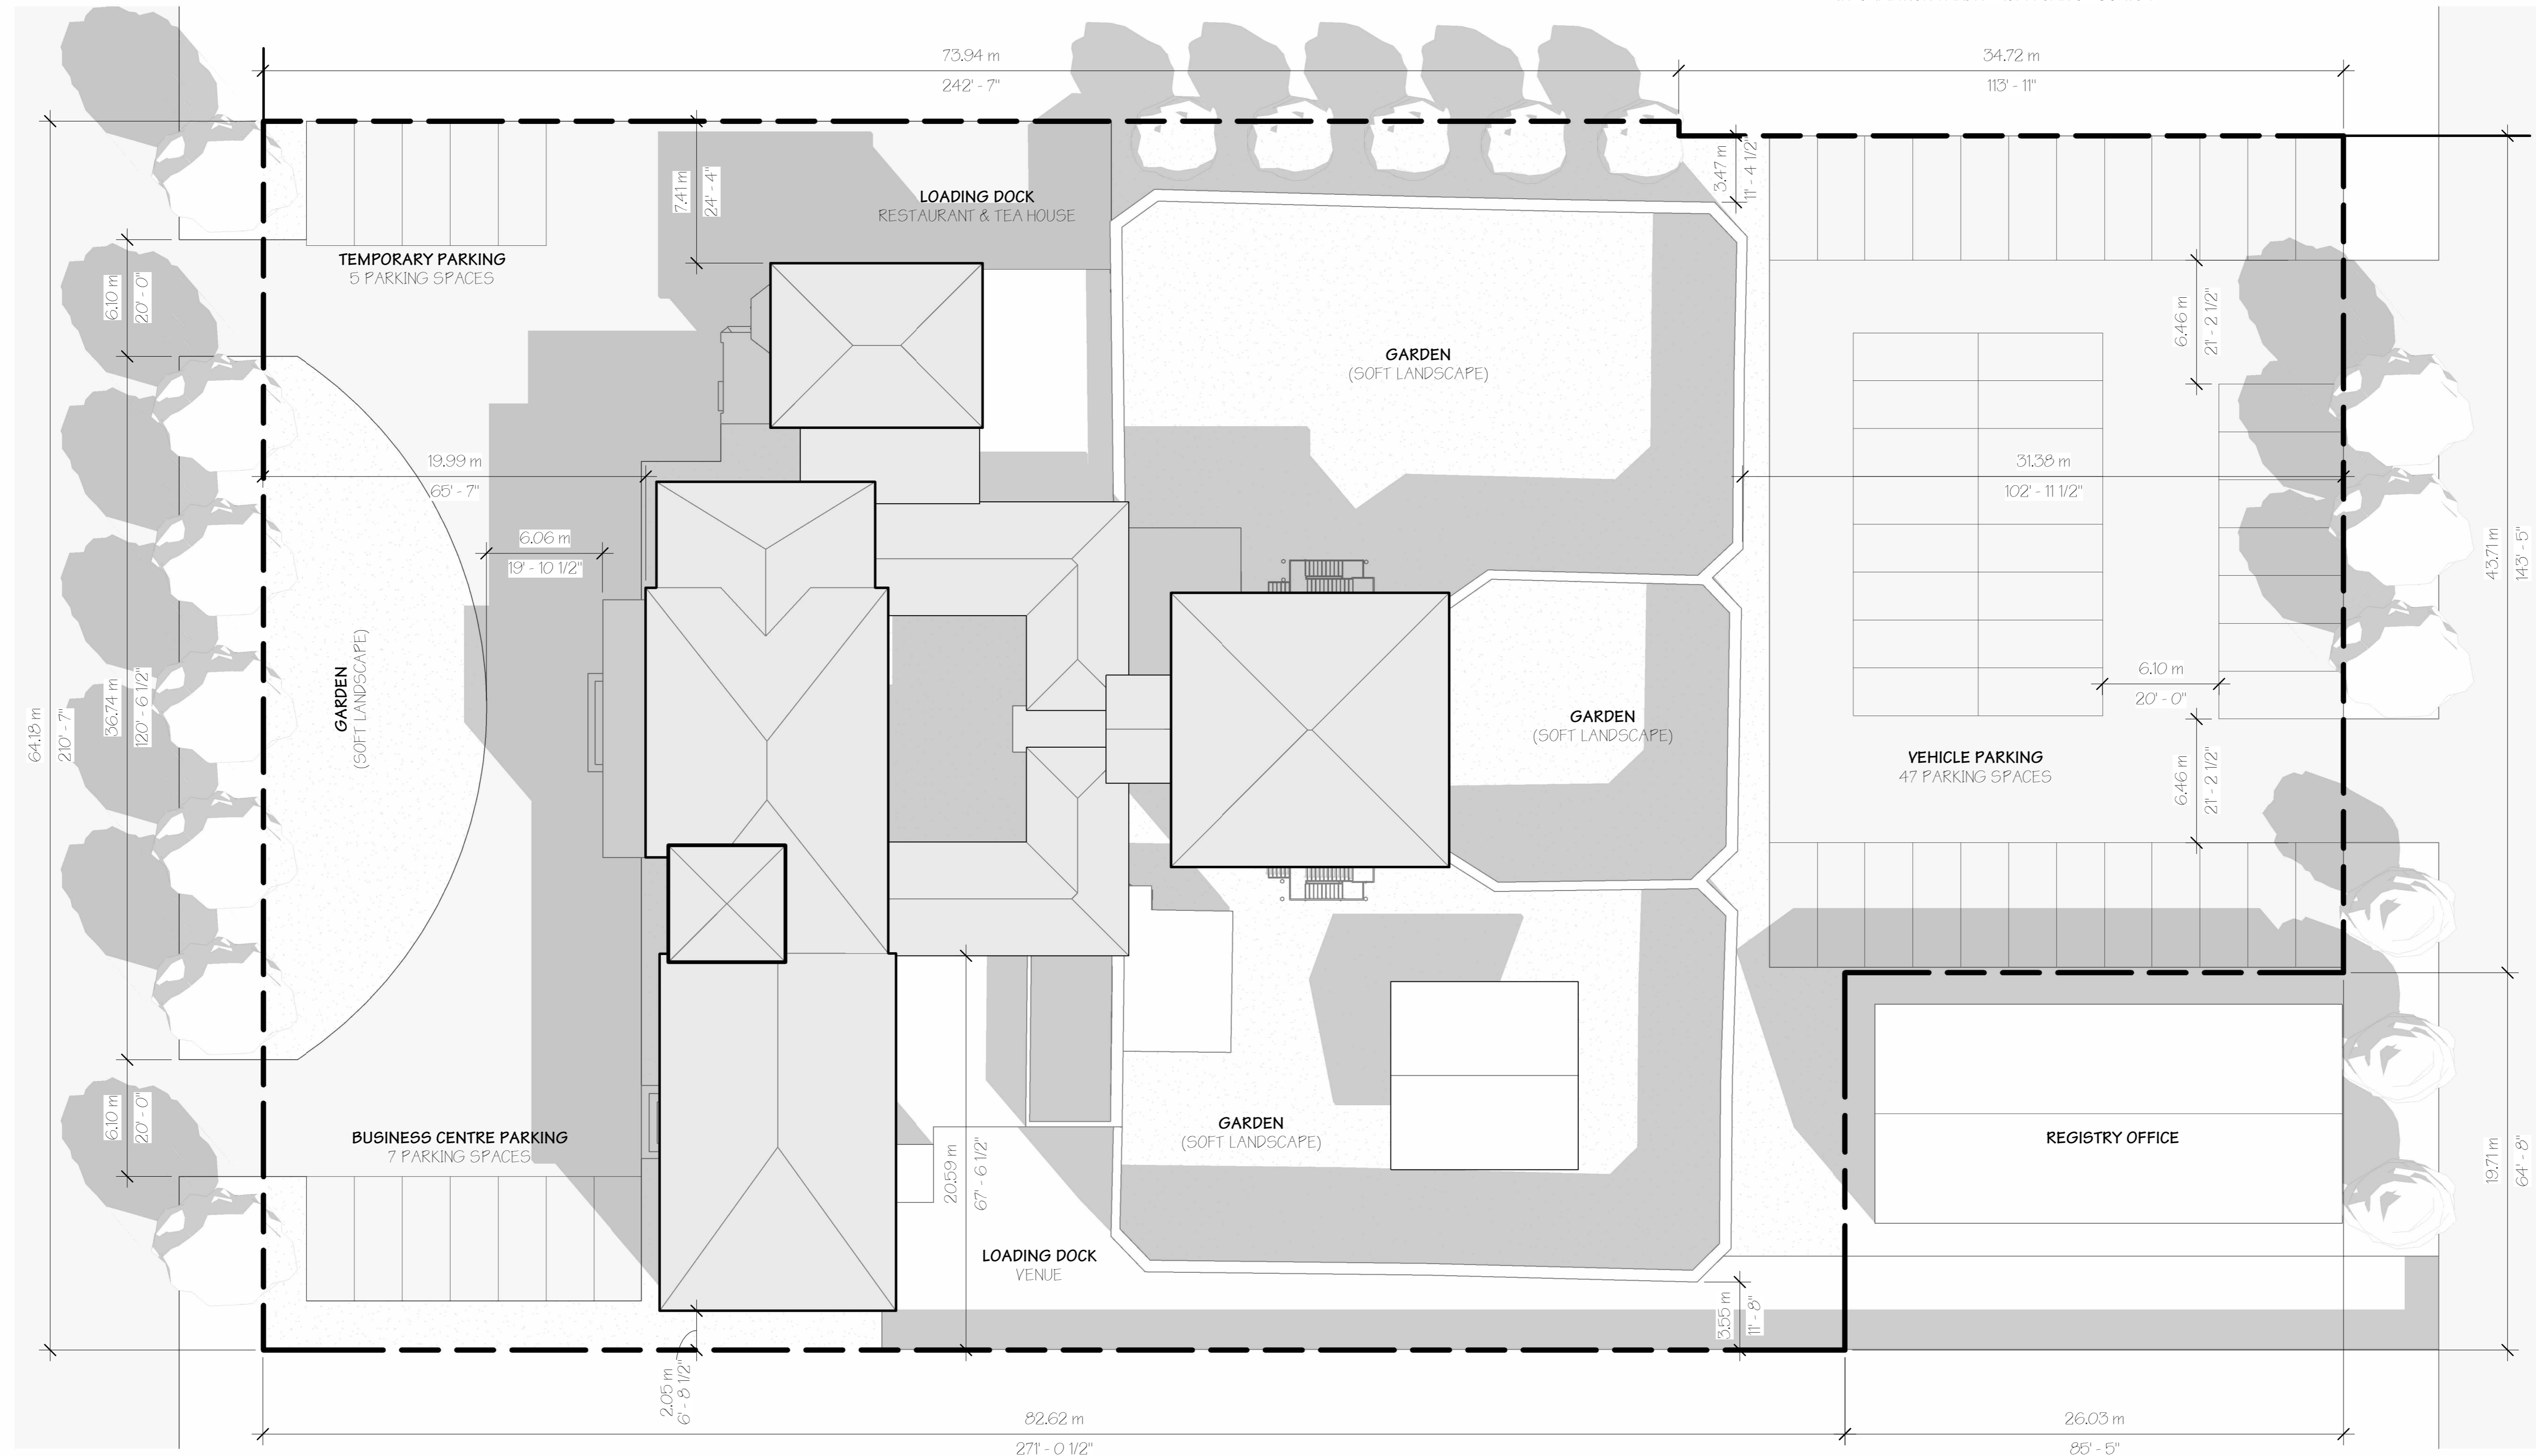 73.94 m
242' - 7"
34.72 m
113' - 11"
7.41 m
24' - 4"
LOADING DOCK
RESTAURANT & TEA HOUSE
3.47 m
11' - 4 1/2"
TEMPORARY PARKING
5 PARKING SPACES
6.10 m
20' - 0"
6.46 m
21' - 2 1/2"
GARDEN
(SOFT LANDSCAPE)
19.99 m
65' - 7"
31.38 m
102' - 11 1/2"
6.06 m
19' - 10 1/2"
43.71 m
143' - 5"
GARDEN
(SOFT LANDSCAPE)
64.18 m
210' - 7"
36.74 m
120' - 6 1/2"
6.10 m
20' - 0"
GARDEN
(SOFT LANDSCAPE)
VEHICLE PARKING
47 PARKING SPACES
6.46 m
21' - 2 1/2"
6.10 m
20' - 0"
BUSINESS CENTRE PARKING
7 PARKING SPACES
GARDEN
(SOFT LANDSCAPE)
REGISTRY OFFICE
20.59 m
67' - 6 1/2"
19.71 m
64' - 8"
LOADING DOCK
VENUE
3.55 m
11' - 8"
2.05 m
6' - 8 1/2"
82.62 m
271' - 0 1/2"
26.03 m
85' - 5"